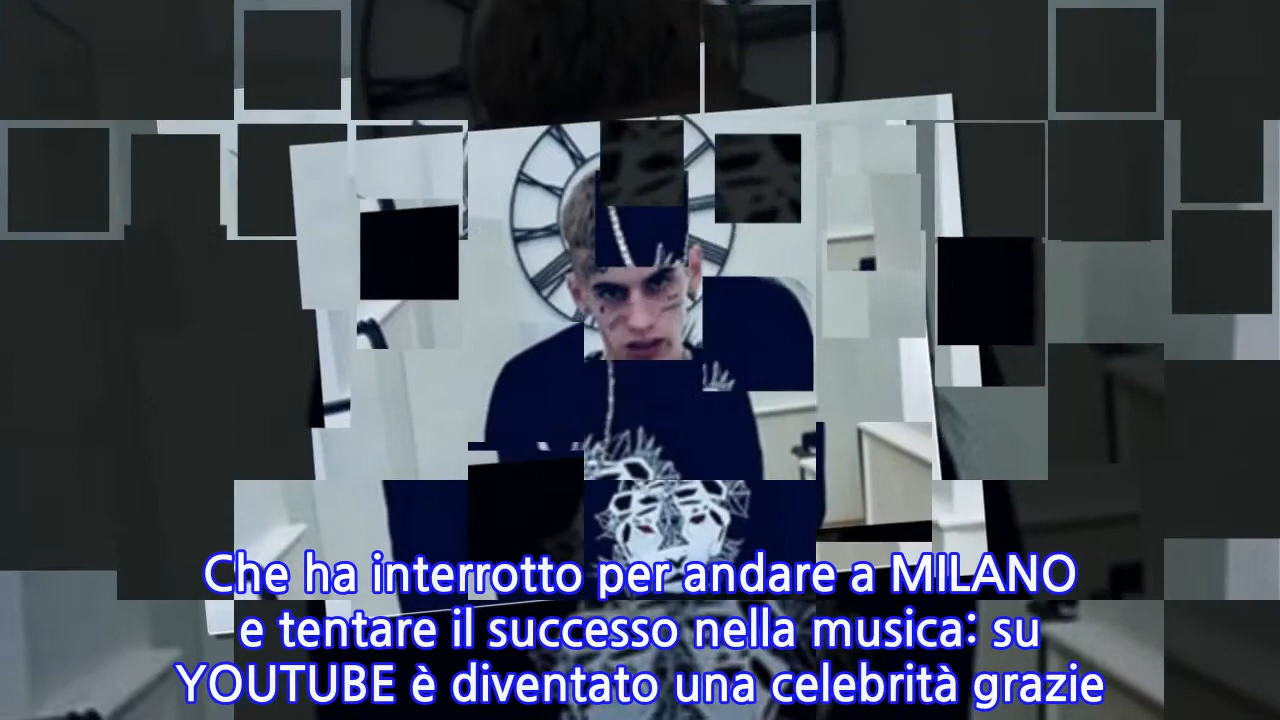 Che ha interrotto per andare a MILANO
e tentare il successo nella musica: su
YOUTUBE è diventato una celebrità grazie